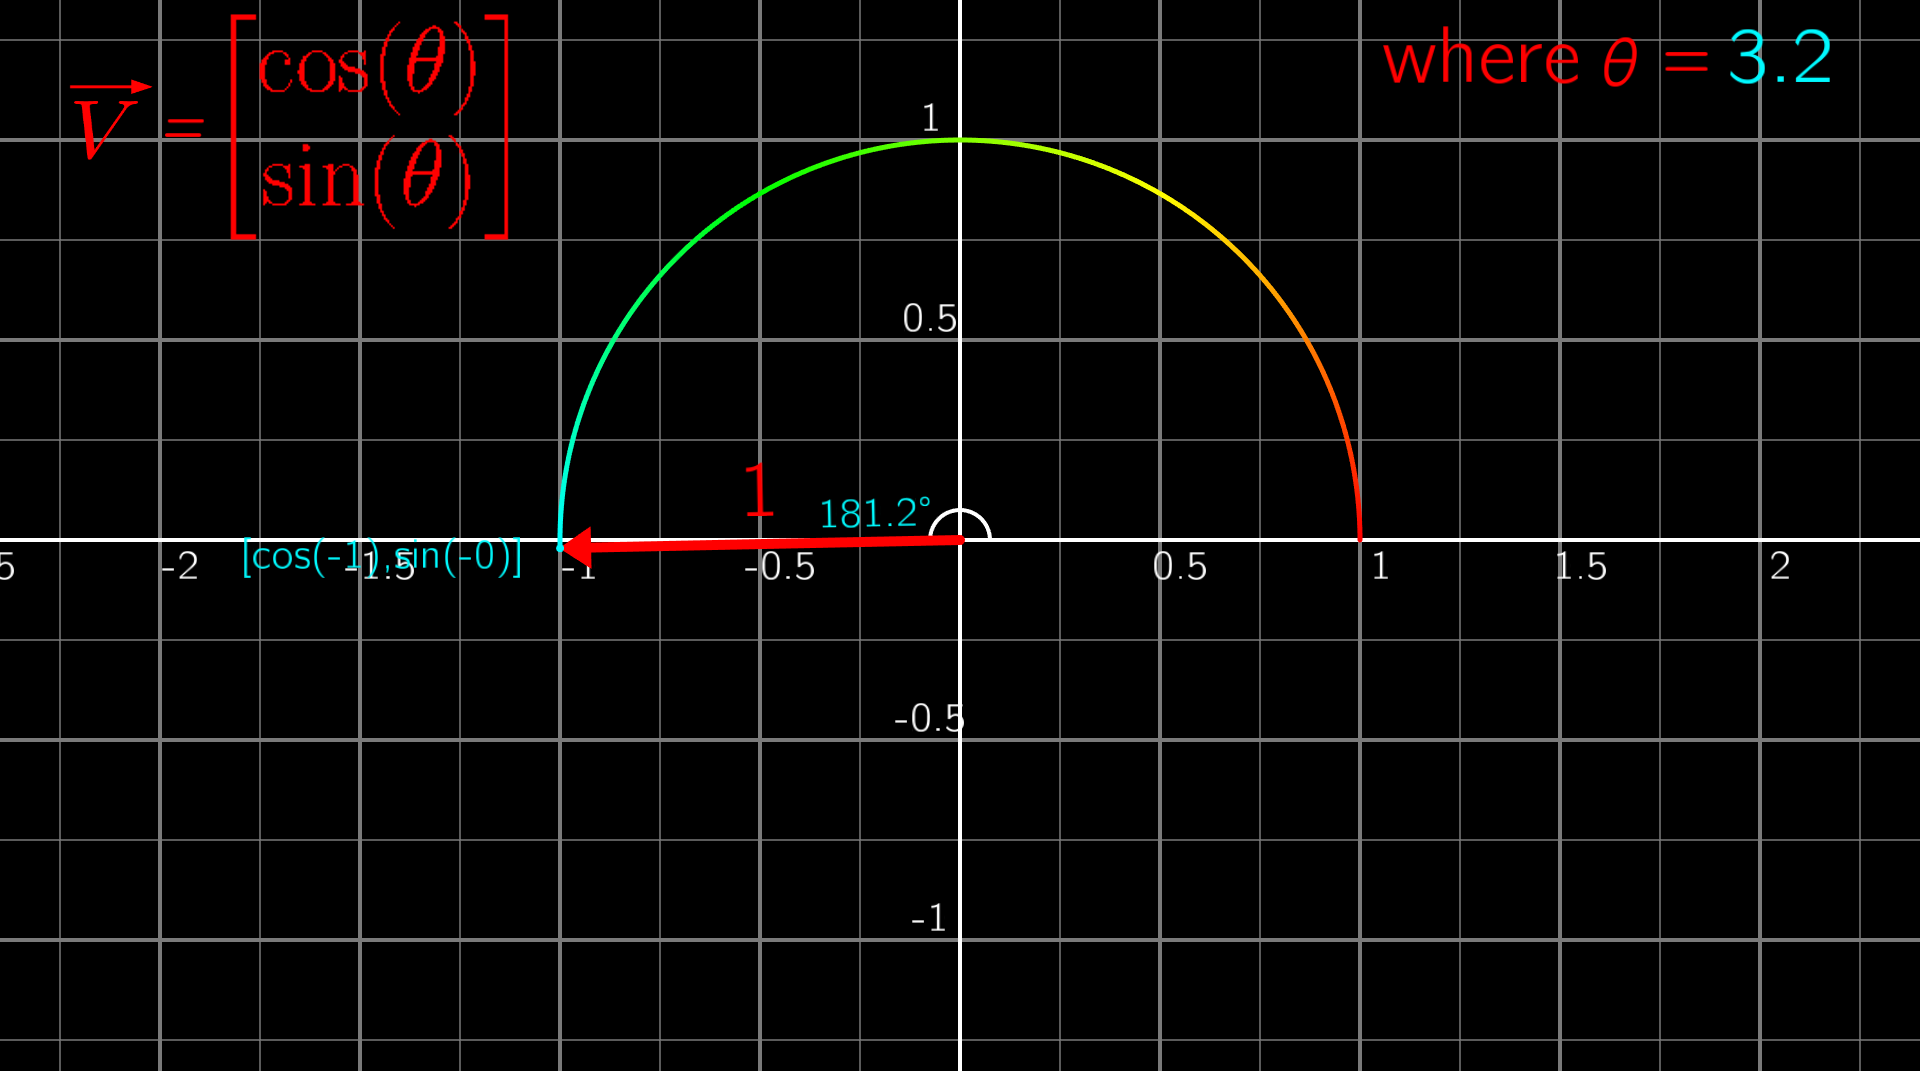 V = [cos(θ)
sin(θ)]
where θ = 3.2
1
0.5
1
181.2°
[cos(-1),sin(-0)]
5 -2 -1.5 -1 -0.5 0.5 1 1.5 2
-0.5
-1